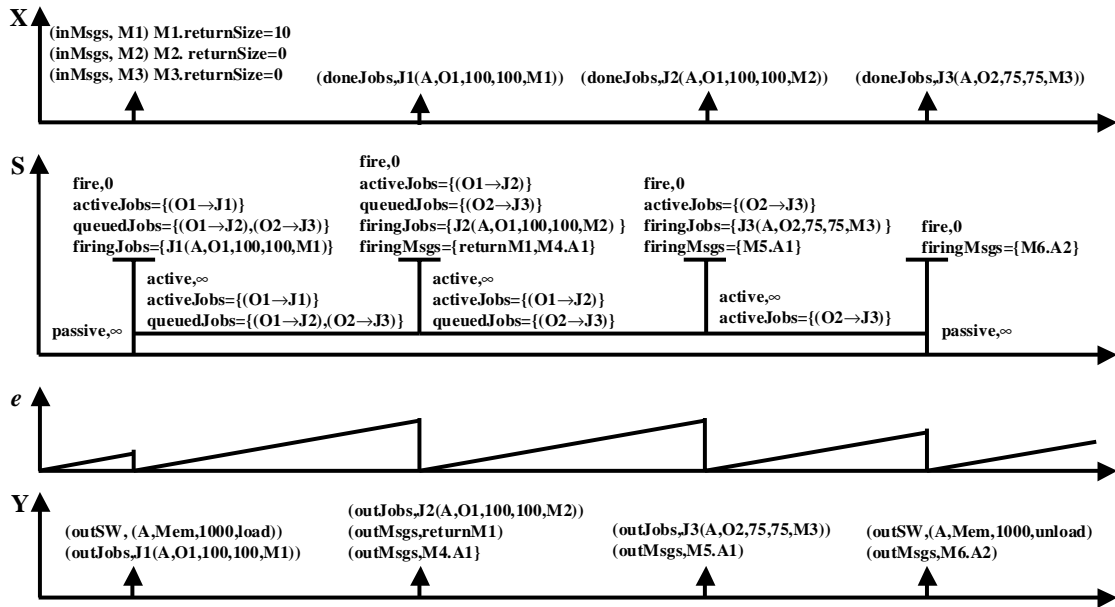 X
(inMsgs, M1) M1.returnSize=10
(inMsgs, M2) M2. returnSize=0
(inMsgs, M3) M3.returnSize=0
(doneJobs,J1(A,O1,100,100,M1))
(doneJobs,J2(A,O1,100,100,M2))
(doneJobs,J3(A,O2,75,75,M3))
S
fire,0
activeJobs={(O1→J1)}
queuedJobs={(O1→J2),(O2→J3)}
firingJobs={J1(A,O1,100,100,M1)}
fire,0
activeJobs={(O1→J2)}
queuedJobs={(O2→J3)}
firingJobs={J2(A,O1,100,100,M2) }
firingMsgs={returnM1,M4.A1}
fire,0
activeJobs={(O2→J3)}
firingJobs={J3(A,O2,75,75,M3) }
firingMsgs={M5.A1}
fire,0
firingMsgs={M6.A2}
passive,∞
active,∞
activeJobs={(O1→J1)}
queuedJobs={(O1→J2),(O2→J3)}
active,∞
activeJobs={(O1→J2)}
queuedJobs={(O2→J3)}
active,∞
activeJobs={(O2→J3)}
passive,∞
e
Y
(outSW, (A,Mem,1000,load))
(outJobs,J1(A,O1,100,100,M1))
(outJobs,J2(A,O1,100,100,M2))
(outMsgs,returnM1)
(outMsgs,M4.A1}
(outJobs,J3(A,O2,75,75,M3))
(outMsgs,M5.A1)
(outSW,(A,Mem,1000,unload)
(outMsgs,M6.A2)